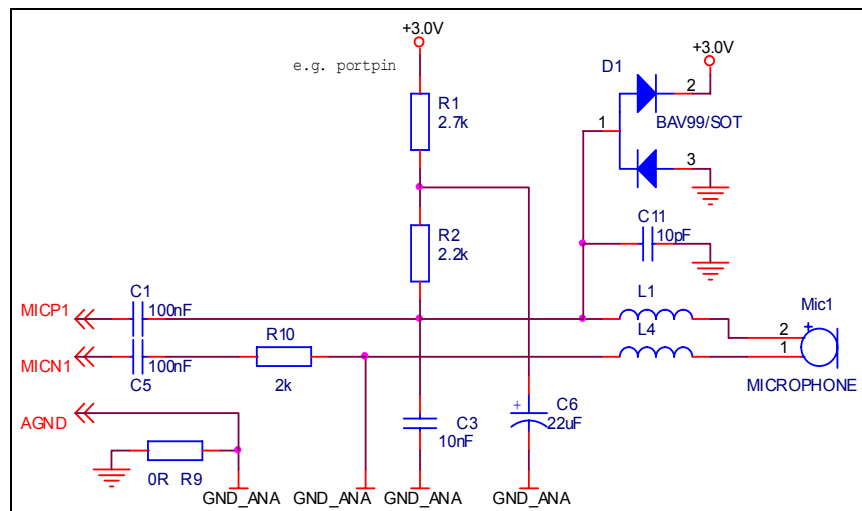 +3.0V
e.g. portpin
+3.0V
D1
2
R1
2.7k
1
BAV99/SOT
3
R2
2.2k
C11
10pF
C1
100nF
MICP1
L1
Mic1
+
2
R10
L4
MICN1
100nF
1
C5
2k
MICROPHONE
AGND
C3
10nF
+
C6
22uF
0R R9
GND_ANA
GND_ANA
GND_ANA
GND_ANA